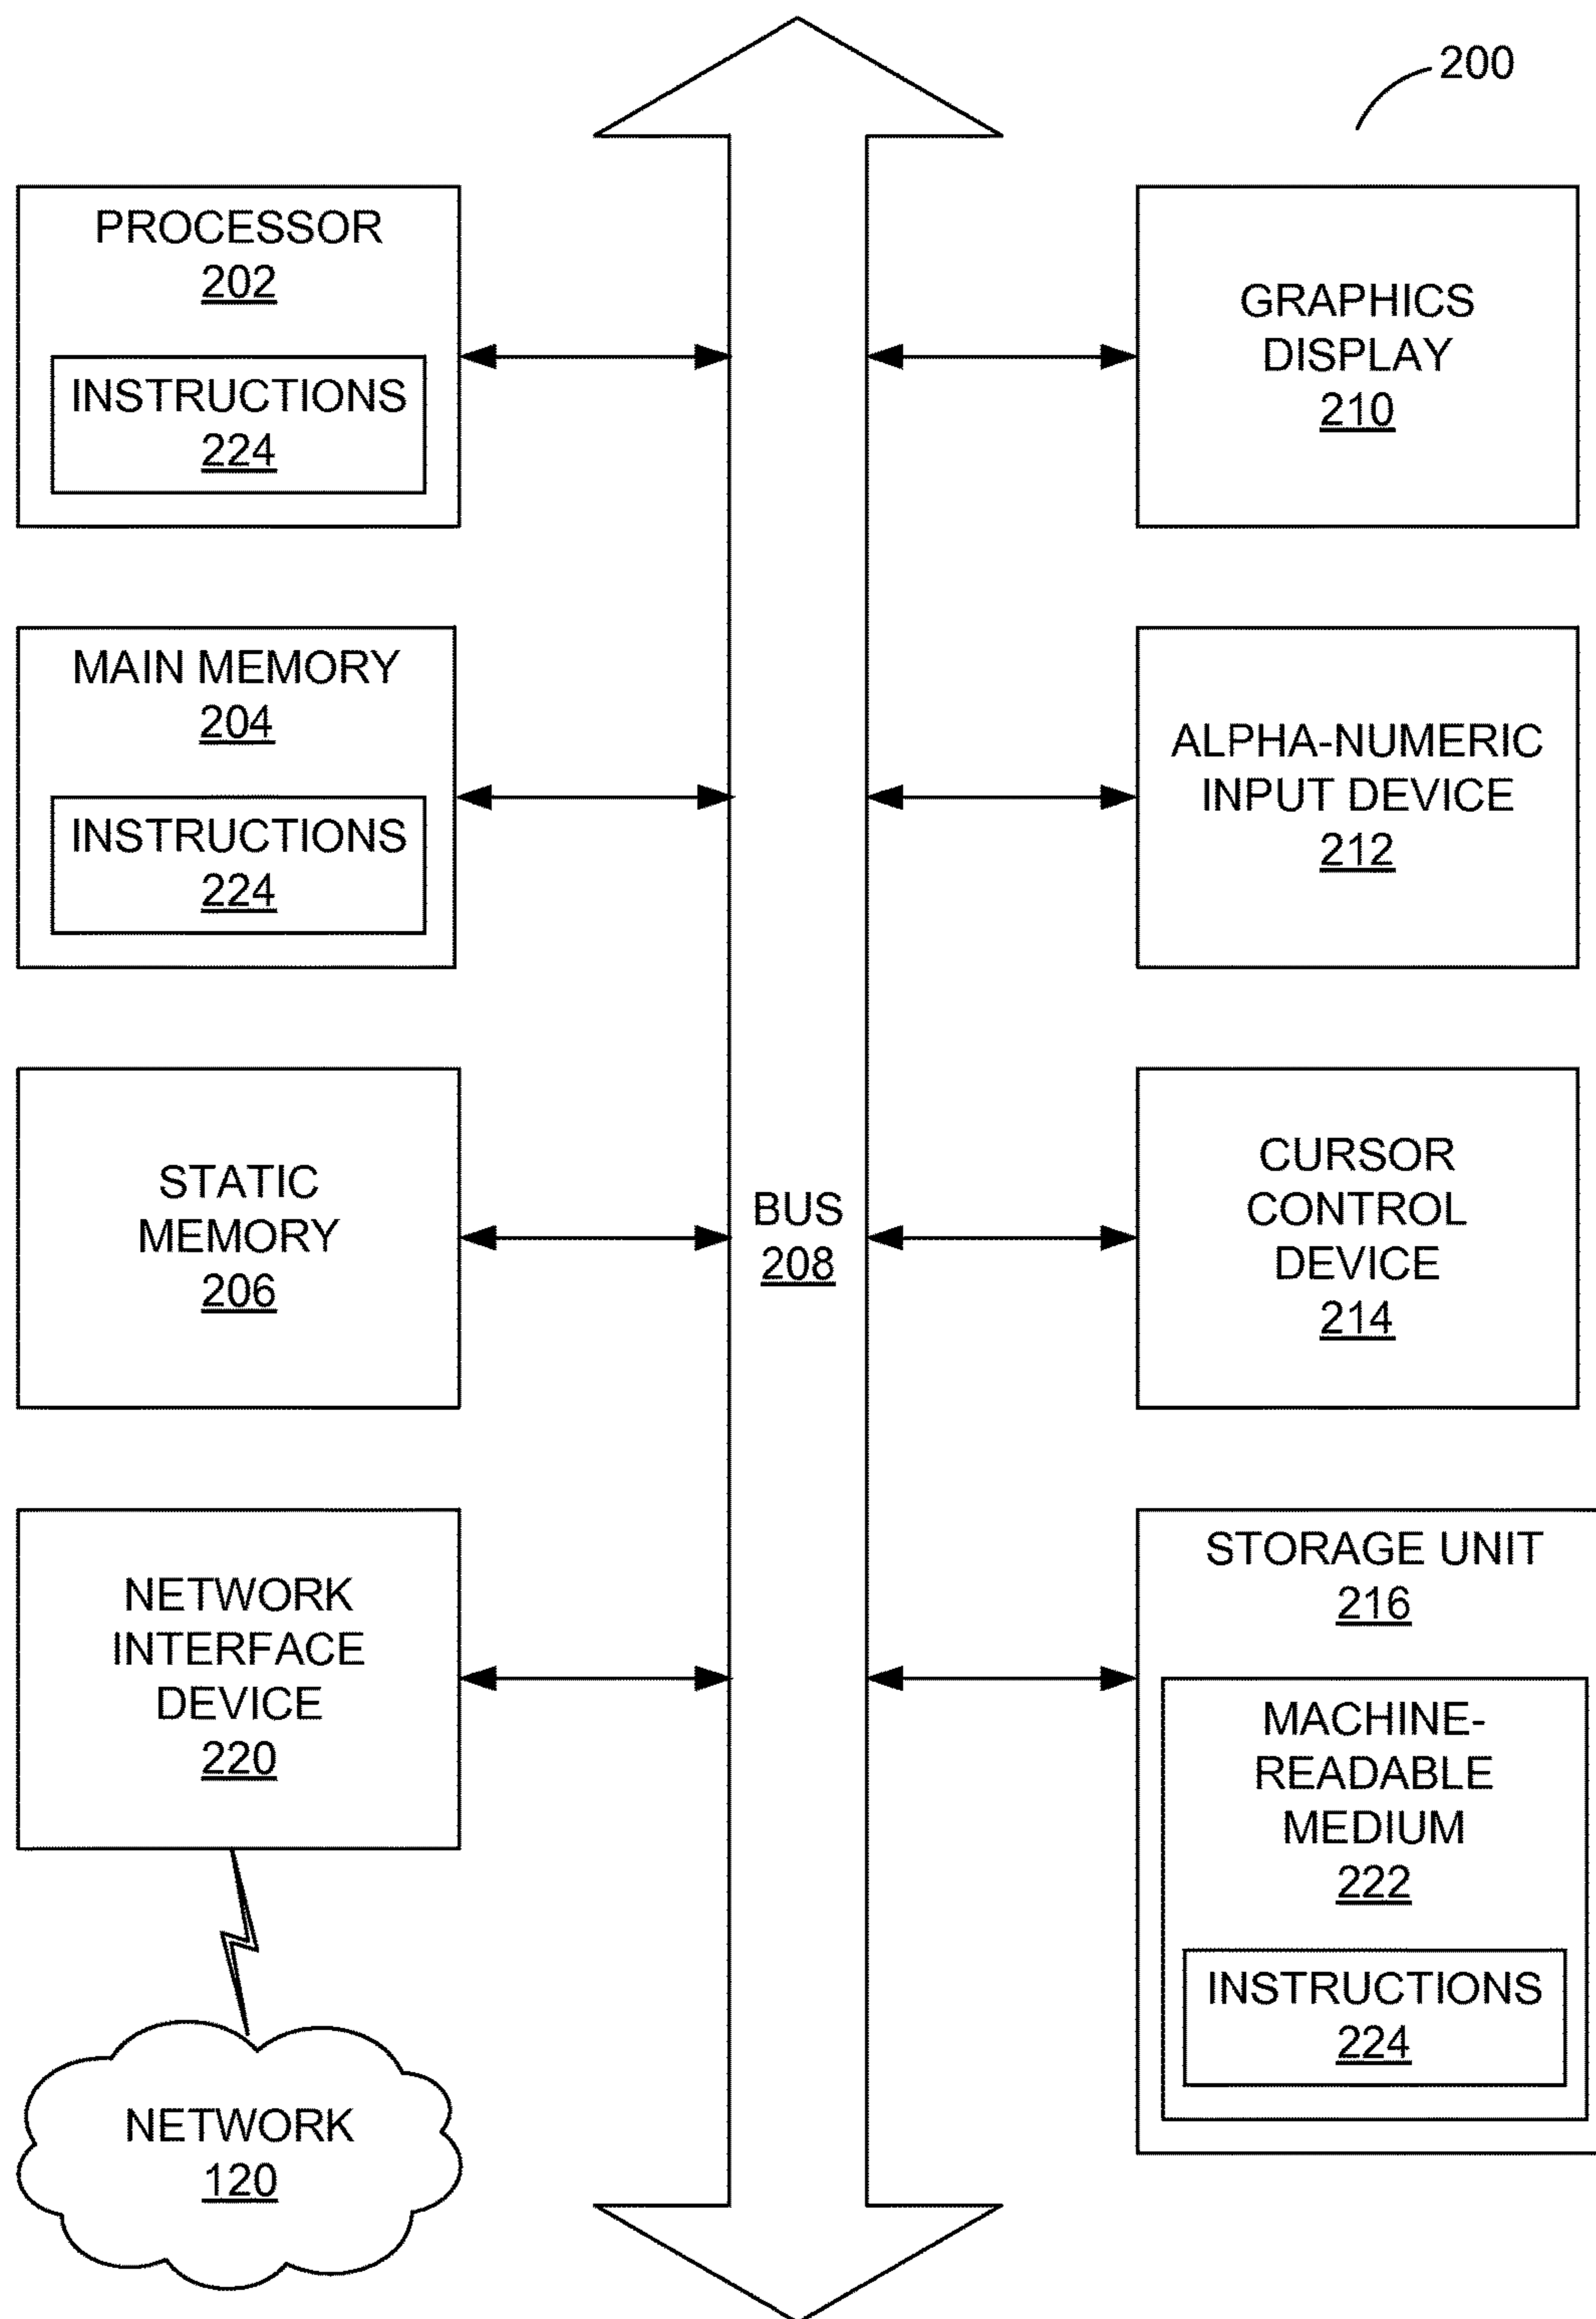 200
PROCESSOR
202
INSTRUCTIONS
224
MAIN MEMORY
204
INSTRUCTIONS
224
STATIC
MEMORY
206
NETWORK
INTERFACE
DEVICE
220
NETWORK
120
BUS
208
GRAPHICS
DISPLAY
210
ALPHA-NUMERIC
INPUT DEVICE
212
CURSOR
CONTROL
DEVICE
214
STORAGE UNIT
216
MACHINE-
READABLE
MEDIUM
222
INSTRUCTIONS
224